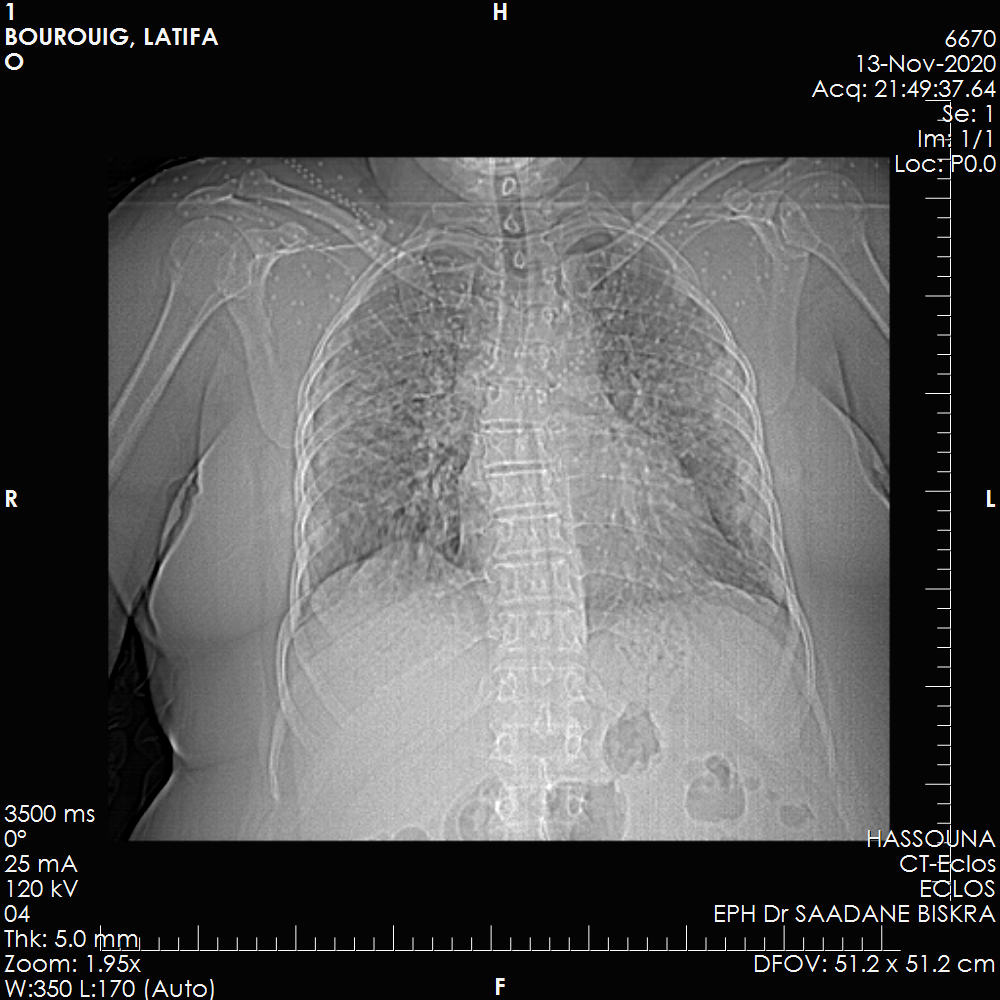 1
BOUROUIG, LATIFA
O
H
6670
13-Nov-2020
Acq: 21:49:37.64
Se: 1
Im: 1/1
Loc: P0.0
R
L
3500 ms
0°
25 mA
120 kV
04
Thk: 5.0 mm
Zoom: 1.95x
W:350 L:170 (Auto)
F
HASSOUNA
CT-Eclos
ECLOS
EPH Dr SAADANE BISKRA
DFOV: 51.2 x 51.2 cm